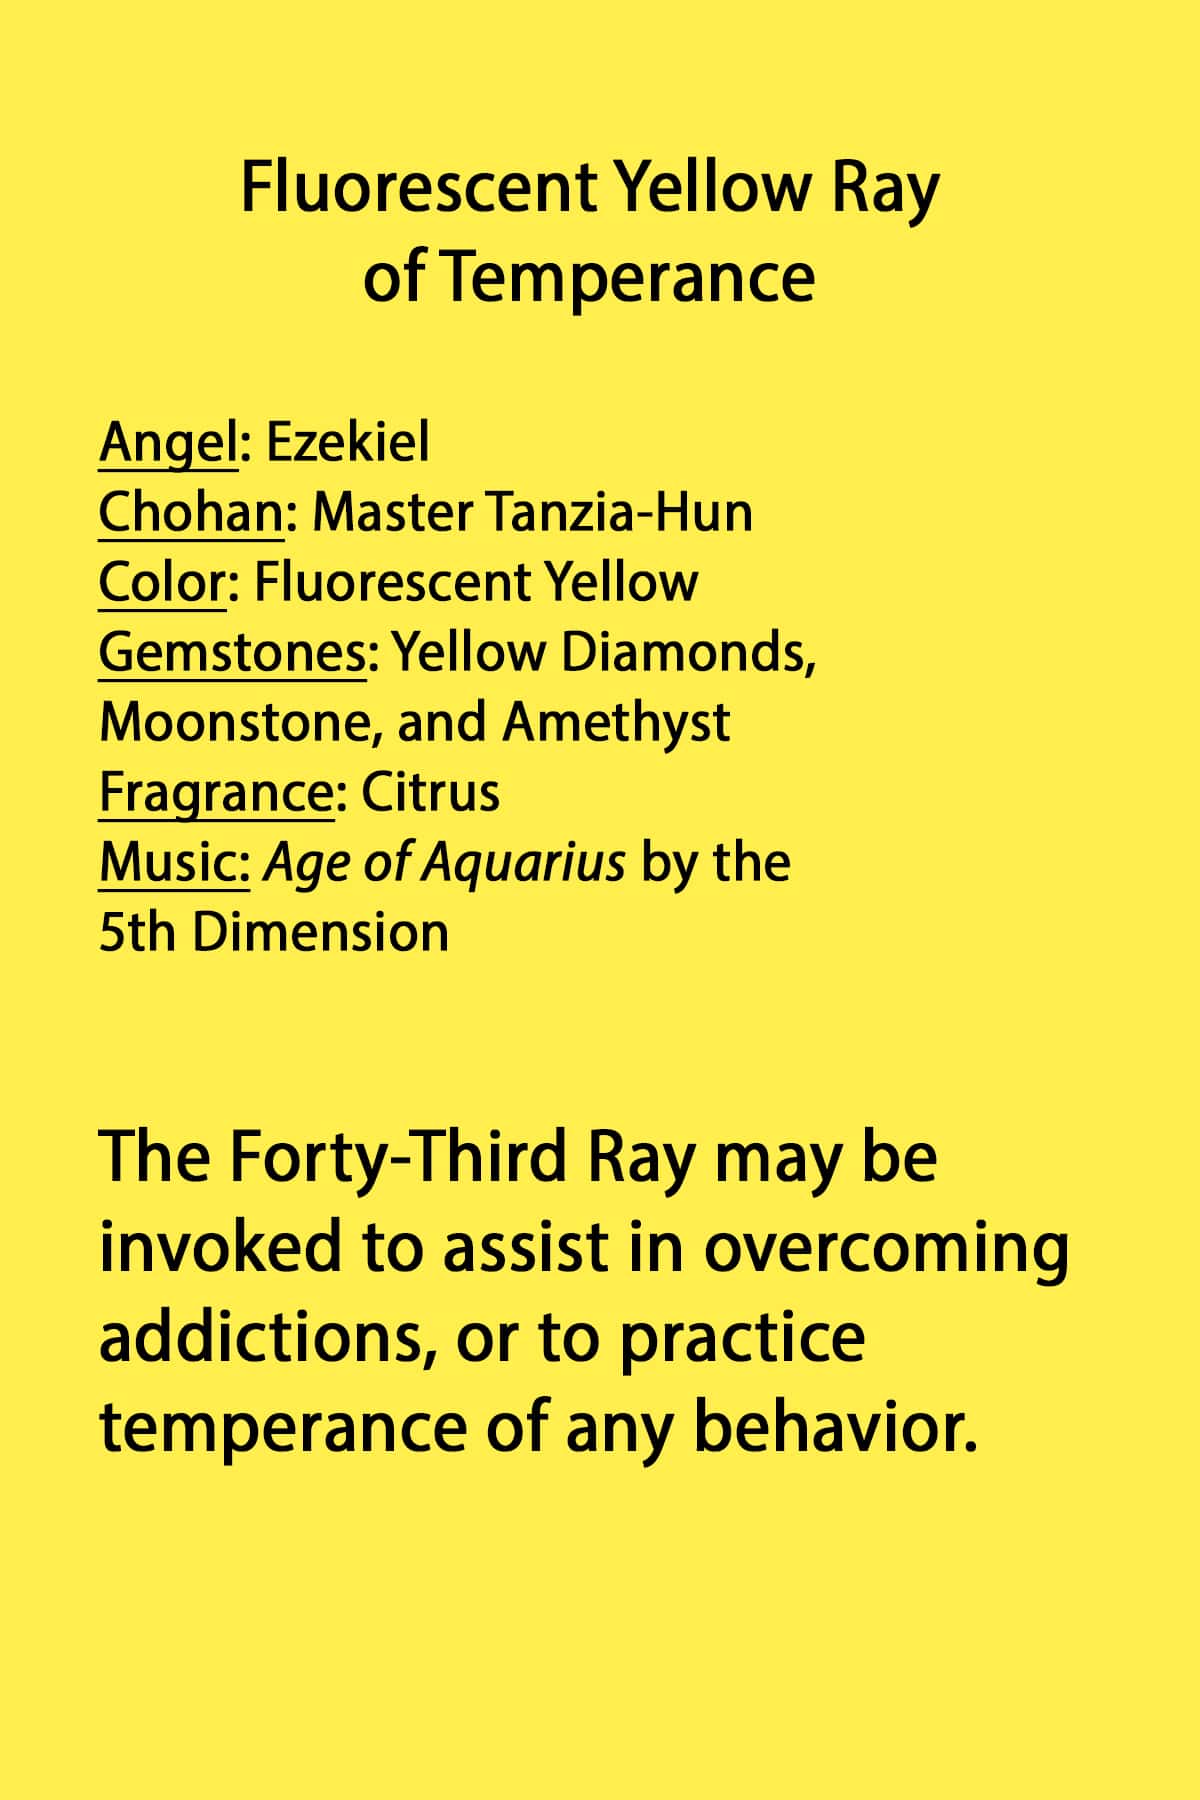 Fluorescent Yellow Ray
of Temperance
Angel: Ezekiel
Chohan: Master Tanzia-Hun
Color: Fluorescent Yellow
Gemstones: Yellow Diamonds,
Moonstone, and Amethyst
Fragrance: Citrus
Music: Age of Aquarius by the
5th Dimension
The Forty-Third Ray may be
invoked to assist in overcoming
addictions, or to practice
temperance of any behavior.